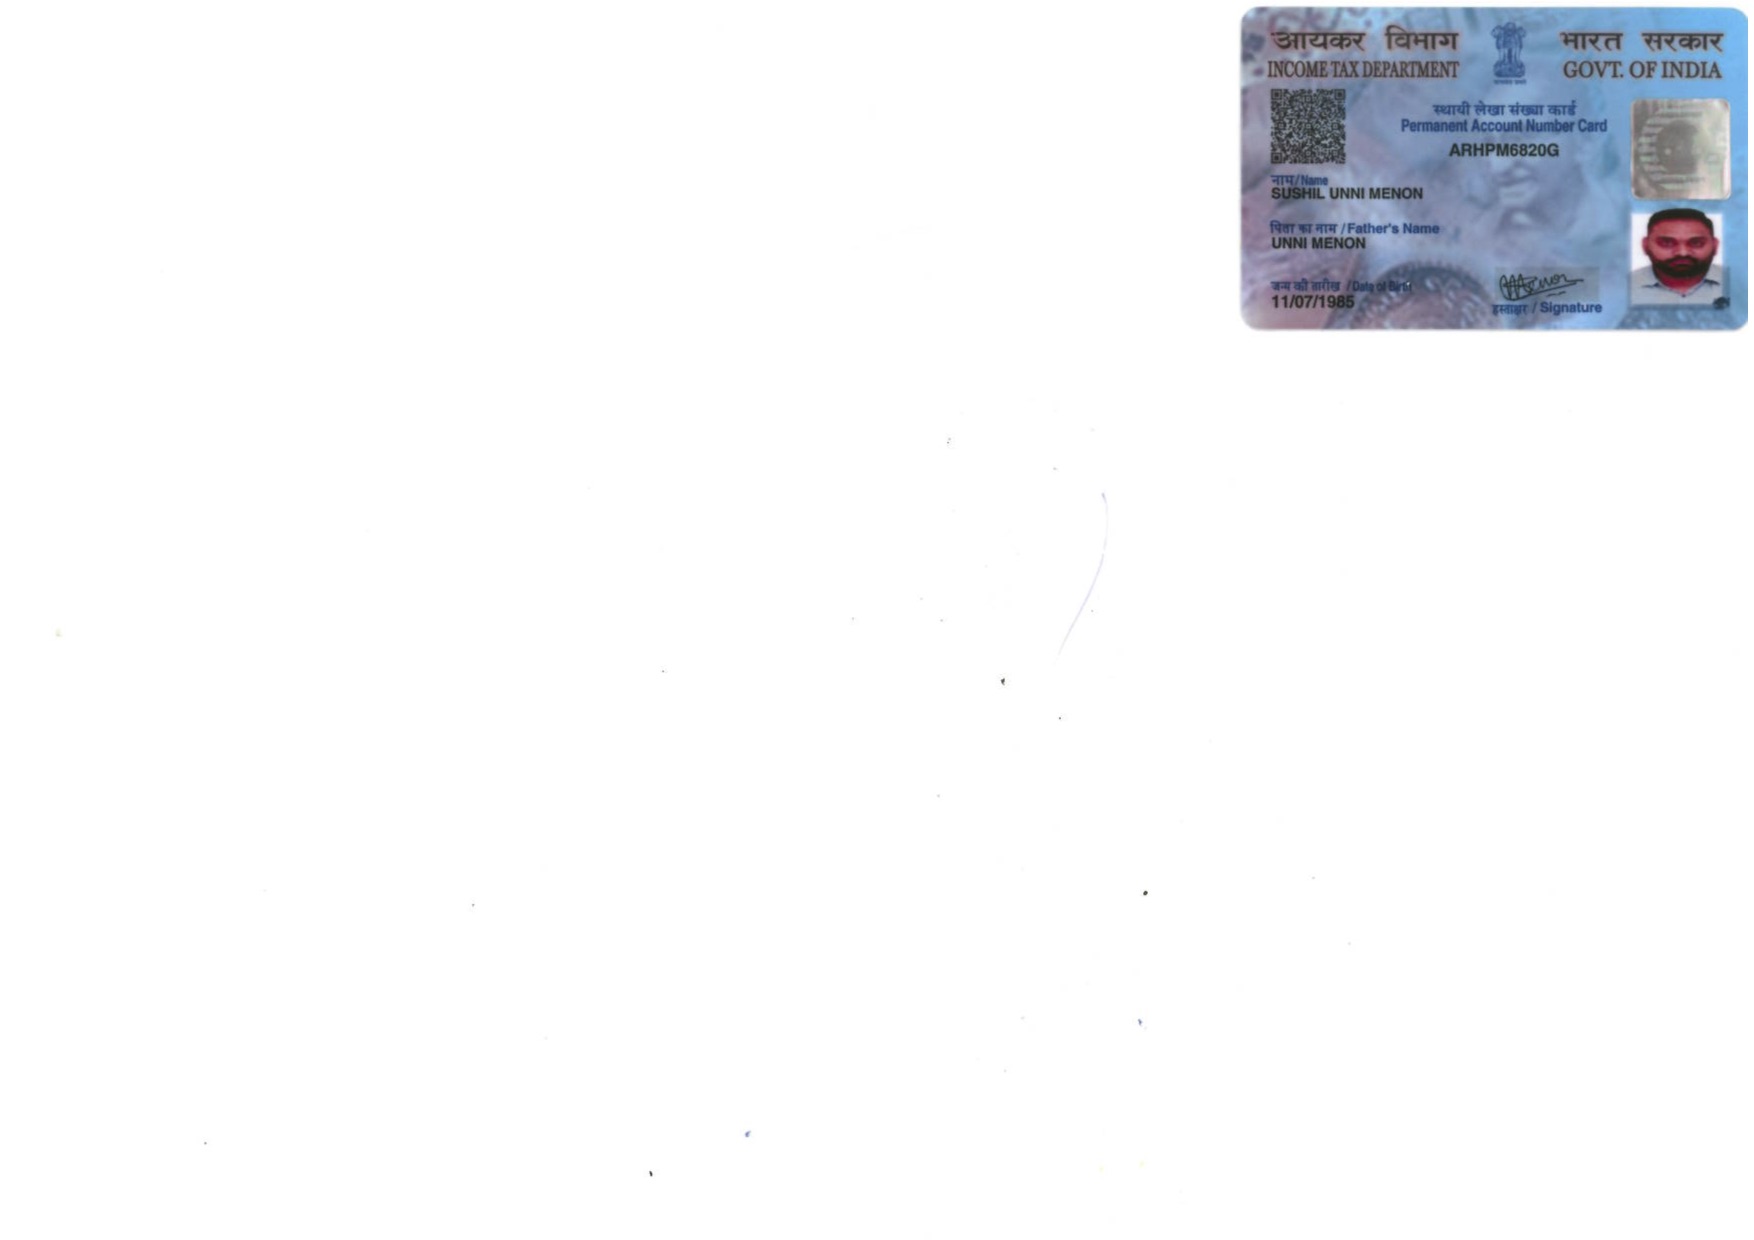 आयकर विभाग
INCOME TAX DEPARTMENT
भारत सरकार
GOVT. OF INDIA
स्थायी लेखा संख्या कार्ड
Permanent Account Number Card
ARHPM6820G
नाम/Name
SUSHIL UNNI MENON
पिता का नाम / Father's Name
UNNI MENON
जन्म की तारीख / Date of Birth
11/07/1985
हस्ताक्षर / Signature